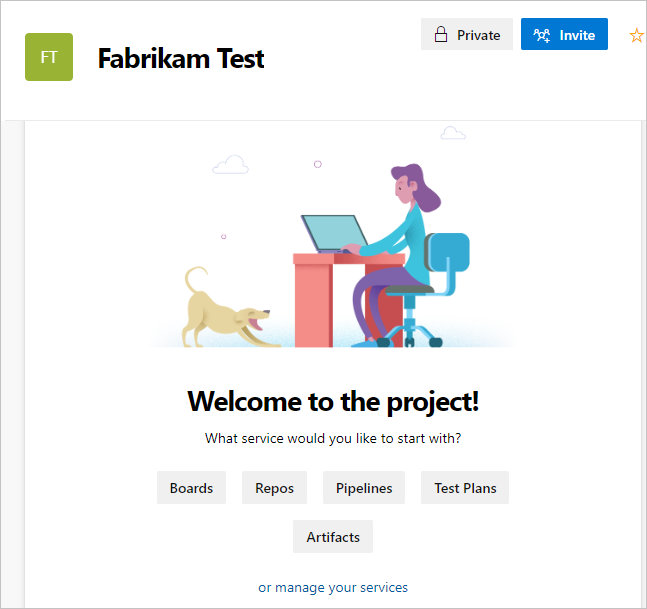 FT
Fabrikam Test
Private
Invite
Welcome to the project!
What service would you like to start with?
Boards
Repos
Pipelines
Test Plans
Artifacts
or manage your services